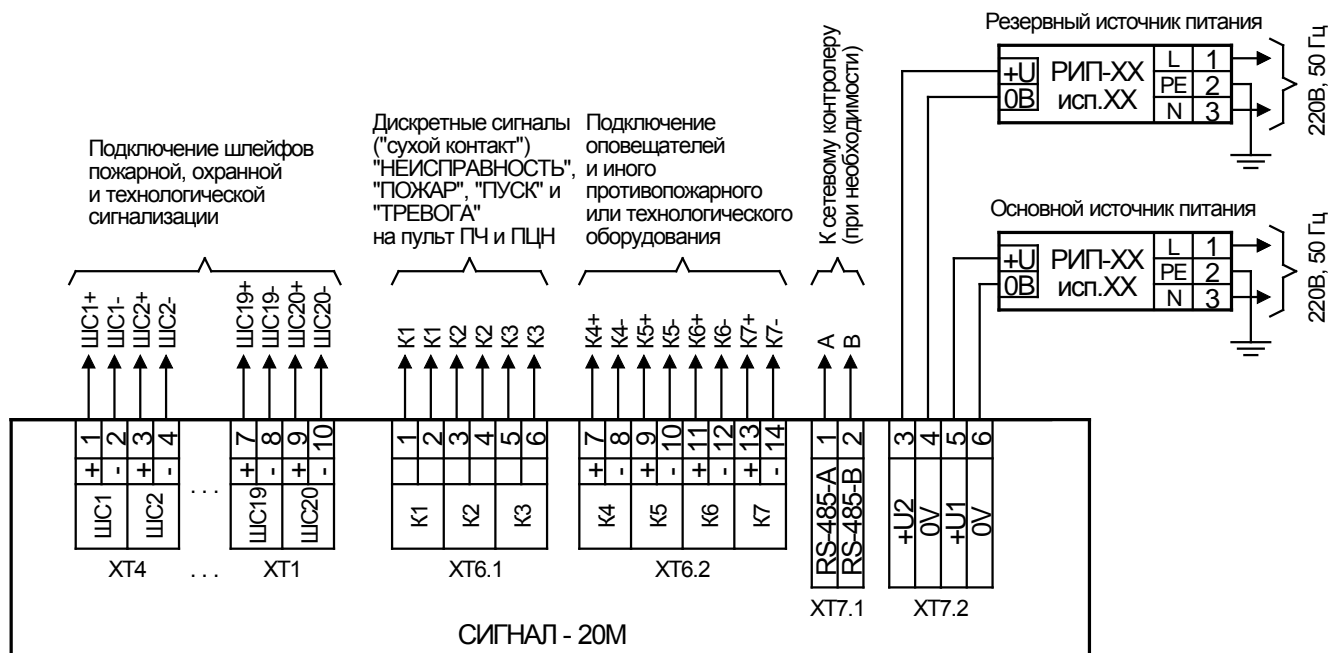 Резервный источник питания
+U
0В
РИП-ХХ
исп.ХХ
L 1
PE 2
N 3
220В, 50 Гц
Основной источник питания
+U
0В
РИП-ХХ
исп.ХХ
L 1
PE 2
N 3
220В, 50 Гц
Подключение шлейфов
пожарной, охранной
и технологической
сигнализации
Дискретные сигналы
("сухой контакт")
"НЕИСПРАВНОСТЬ",
"ПОЖАР", "ПУСК" и
"ТРЕВОГА"
на пульт ПЧ и ПЦН
Подключение
оповещателей
и иного
противопожарного
или технологического
оборудования
К сетевому контролеру
(при необходимости)
ШС1+ ШС1- ШС2+ ШС2- ШС19+ ШС19- ШС20+ ШС20- К1 К1 К2 К2 К3 К3 К4+ К4- К5+ К5- К6+ К6- К7+ К7- А В
1 2 3 4 7 8 9 10 1 2 3 4 5 6 7 8 9 10 11 12 13 14 1 2 3 4 5 6
+ - + - + - + - + - + - + - + -
ШС1 ШС2 . . . ШС19 ШС20 К1 К2 К3 К4 К5 К6 К7 RS-485-A RS-485-B +U2 0V +U1 0V
ХТ4 . . . ХТ1 ХТ6.1 ХТ6.2 ХТ7.1 ХТ7.2
СИГНАЛ - 20М